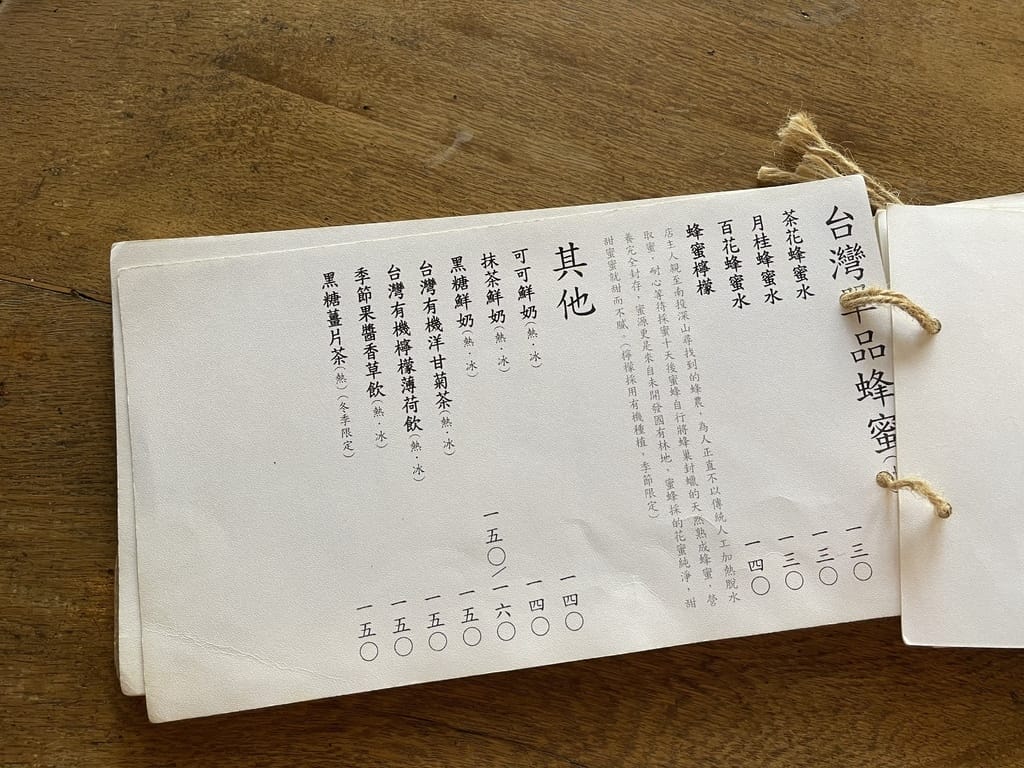 台灣單品蜂蜜(
茶花蜂蜜水 一三〇
月桂蜂蜜水 一三〇
百花蜂蜜水 一三〇
蜂蜜檸檬 一四〇
店主人親至南投深山尋找到的蜂農，為人正直不以傳統人工加熱脫水
取蜜，耐心等待採蜜十天後蜜蜂自行將蜂巢封蠟的天然熟成蜂蜜，營
養完全封存，蜜源更是來自未開發國有林地，蜜蜂採的花蜜純淨，甜
甜蜜蜜就甜而不膩。(檸檬採用有機種植，季節限定)
其他
可可鮮奶(熱．冰) 一四〇
抹茶鮮奶(熱．冰) 一四〇
黑糖鮮奶(熱．冰) 一五〇/一六〇
台灣有機洋甘菊茶(熱．冰) 一五〇
台灣有機檸檬薄荷飲(熱．冰) 一五〇
季節果醬香草飲(熱．冰) 一五〇
黑糖薑片茶(熱)(冬季限定) 一五〇